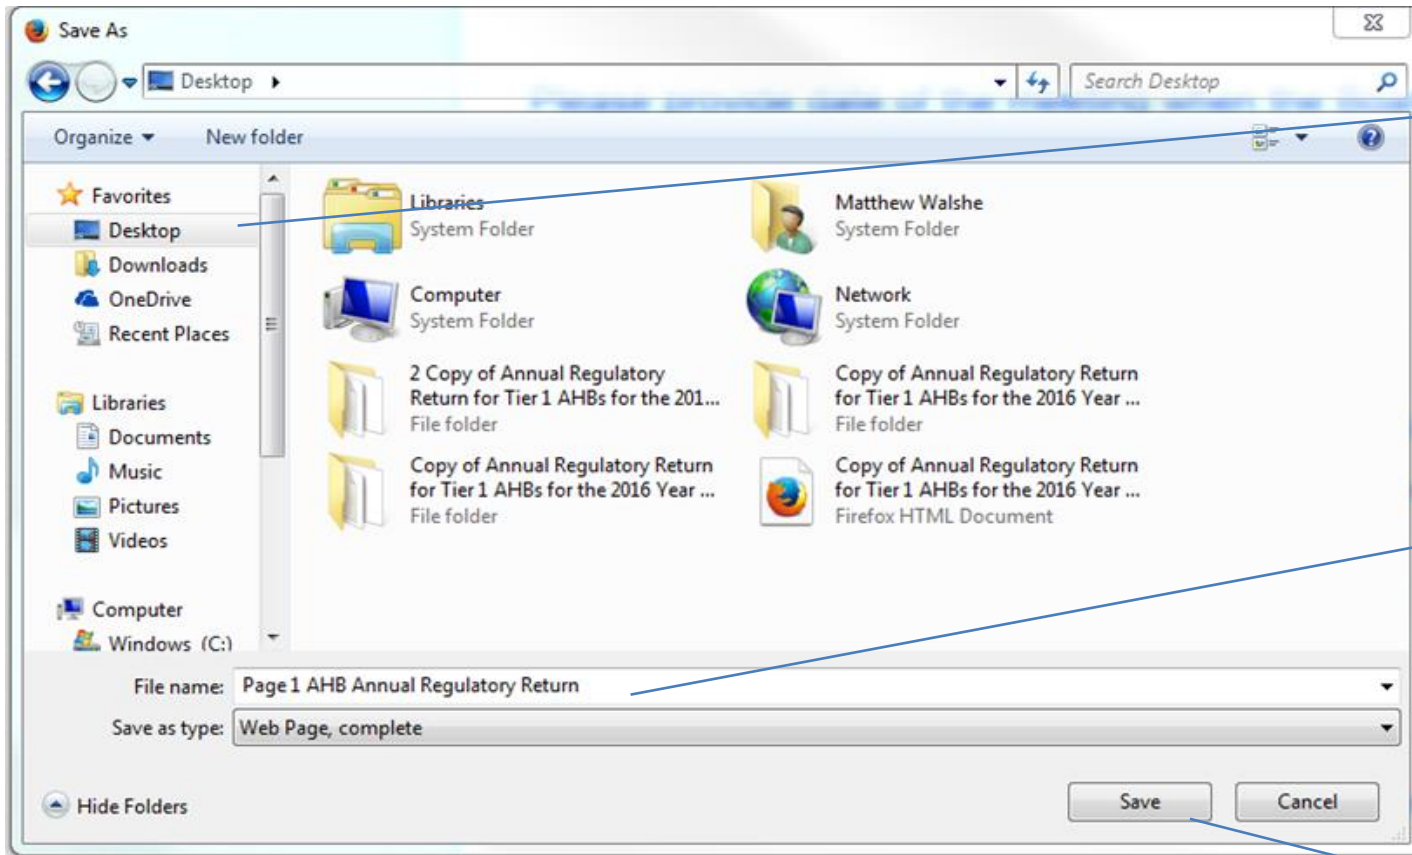 Save As
Desktop
Search Desktop
Organize
New folder
Favorites
Desktop
Downloads
OneDrive
Recent Places
Libraries
Documents
Music
Pictures
Videos
Computer
Windows (C:)
Libraries
System Folder
Matthew Walshe
System Folder
Computer
System Folder
Network
System Folder
2 Copy of Annual Regulatory
Return for Tier 1 AHBs for the 201...
File folder
Copy of Annual Regulatory Return
for Tier 1 AHBs for the 2016 Year ...
File folder
Copy of Annual Regulatory Return
for Tier 1 AHBs for the 2016 Year ...
File folder
Copy of Annual Regulatory Return
for Tier 1 AHBs for the 2016 Year ...
Firefox HTML Document
File name: Page 1 AHB Annual Regulatory Return
Save as type: Web Page, complete
Hide Folders
Save
Cancel